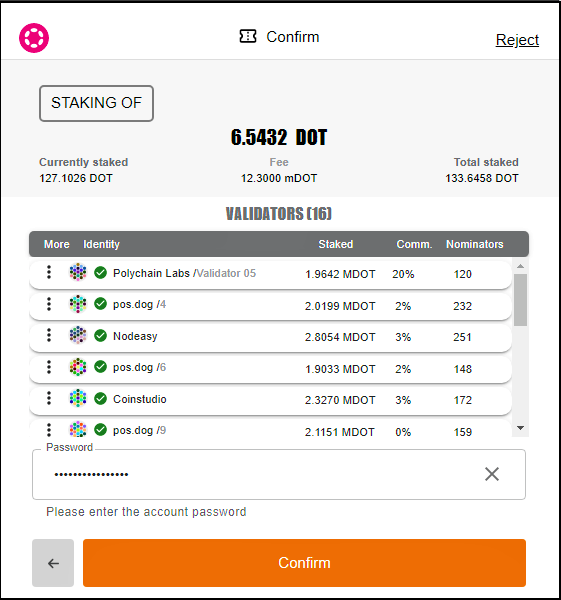 Confirm
Reject
STAKING OF
6.5432 DOT
Currently staked Fee Total staked
127.1026 DOT 12.3000 mDOT 133.6458 DOT
VALIDATORS (16)
More Identity Staked Comm. Nominators
Polychain Labs /Validator 05 1.9642 MDOT 20% 120
pos.dog /4 2.0199 MDOT 2% 232
Nodeasy 2.8054 MDOT 3% 251
pos.dog /6 1.9033 MDOT 2% 148
Coinstudio 2.3270 MDOT 3% 172
pos.dog /9 2.1151 MDOT 0% 159
Password
••••••••••••••••
Please enter the account password
Confirm